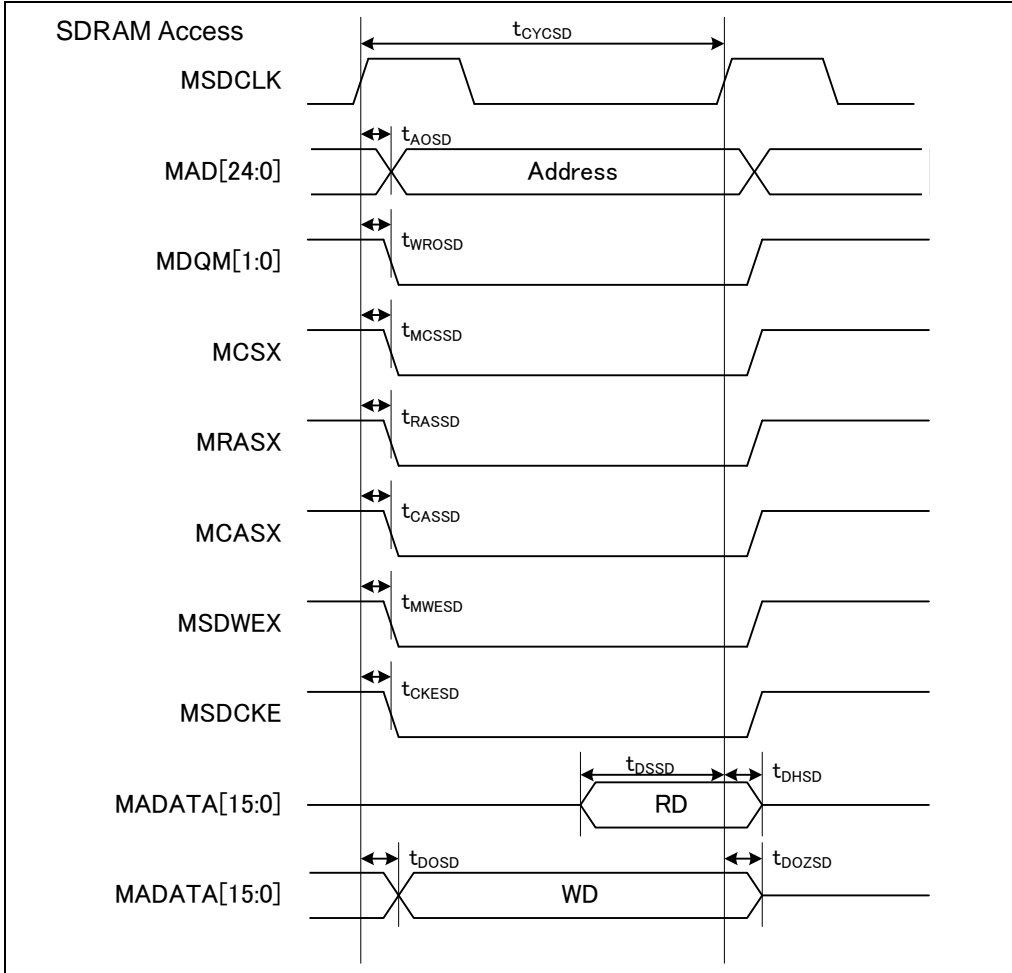 SDRAM Access
tCYCSD
MSDCLK
tAOSD
MAD[24:0]
Address
tWROSD
MDQM[1:0]
tMCSSD
MCSX
tRASSD
MRASX
tCASSD
MCASX
tMWESD
MSDWEX
tCKESD
MSDCKE
tDSSD
tDHSD
MADATA[15:0]
RD
tDOSD
tDOZSD
MADATA[15:0]
WD